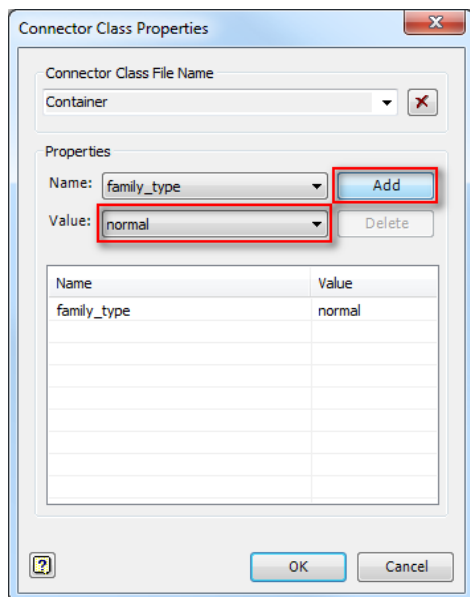 Connector Class Properties
Connector Class File Name
Container
Properties
Name: family_type Add
Value: normal Delete
Name Value
family_type normal
OK Cancel